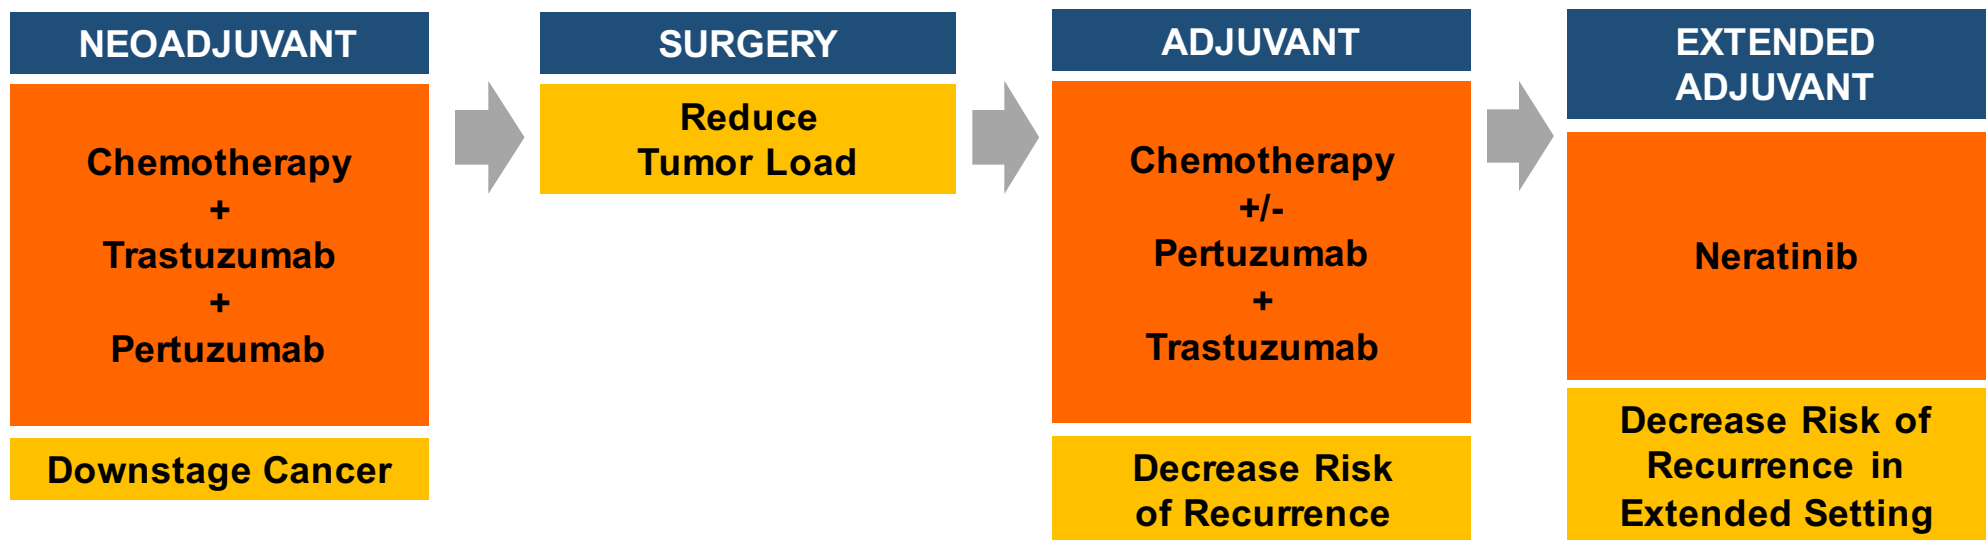 NEOADJUVANT
Chemotherapy
+
Trastuzumab
+
Pertuzumab
Downstage Cancer
SURGERY
Reduce
Tumor Load
ADJUVANT
Chemotherapy
+/-
Pertuzumab
+
Trastuzumab
Decrease Risk
of Recurrence
EXTENDED
ADJUVANT
Neratinib
Decrease Risk of
Recurrence in
Extended Setting